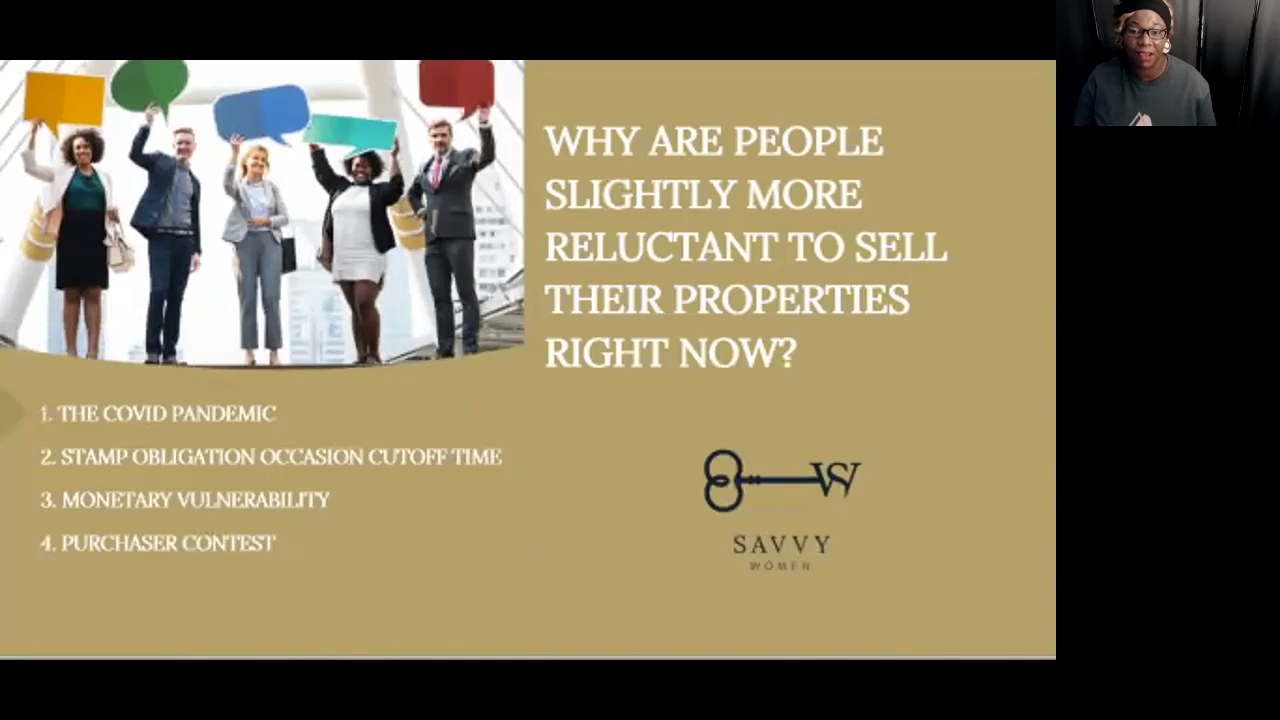 WHY ARE PEOPLE
SLIGHTLY MORE
RELUCTANT TO SELL
THEIR PROPERTIES
RIGHT NOW?
1. THE COVID PANDEMIC
2. STAMP OBLIGATION OCCASION CUTOFF TIME
3. MONETARY VULNERABILITY
4. PURCHASER CONTEST
SW
SAVVY
WOMEN